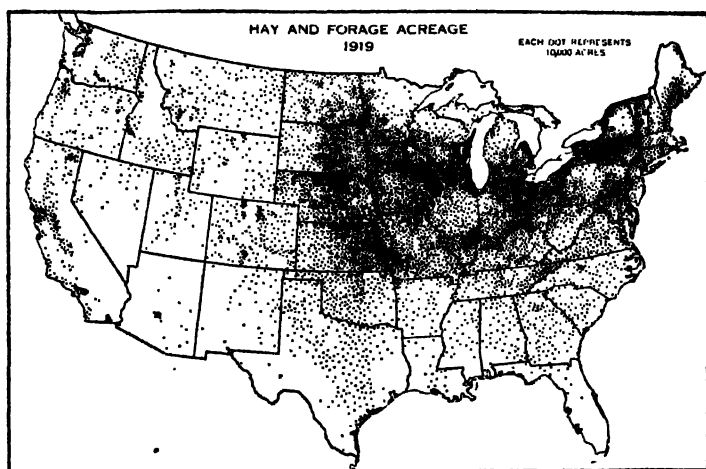 HAY AND FORAGE ACREAGE
1919
EACH DOT REPRESENTS
10,000 ACRES